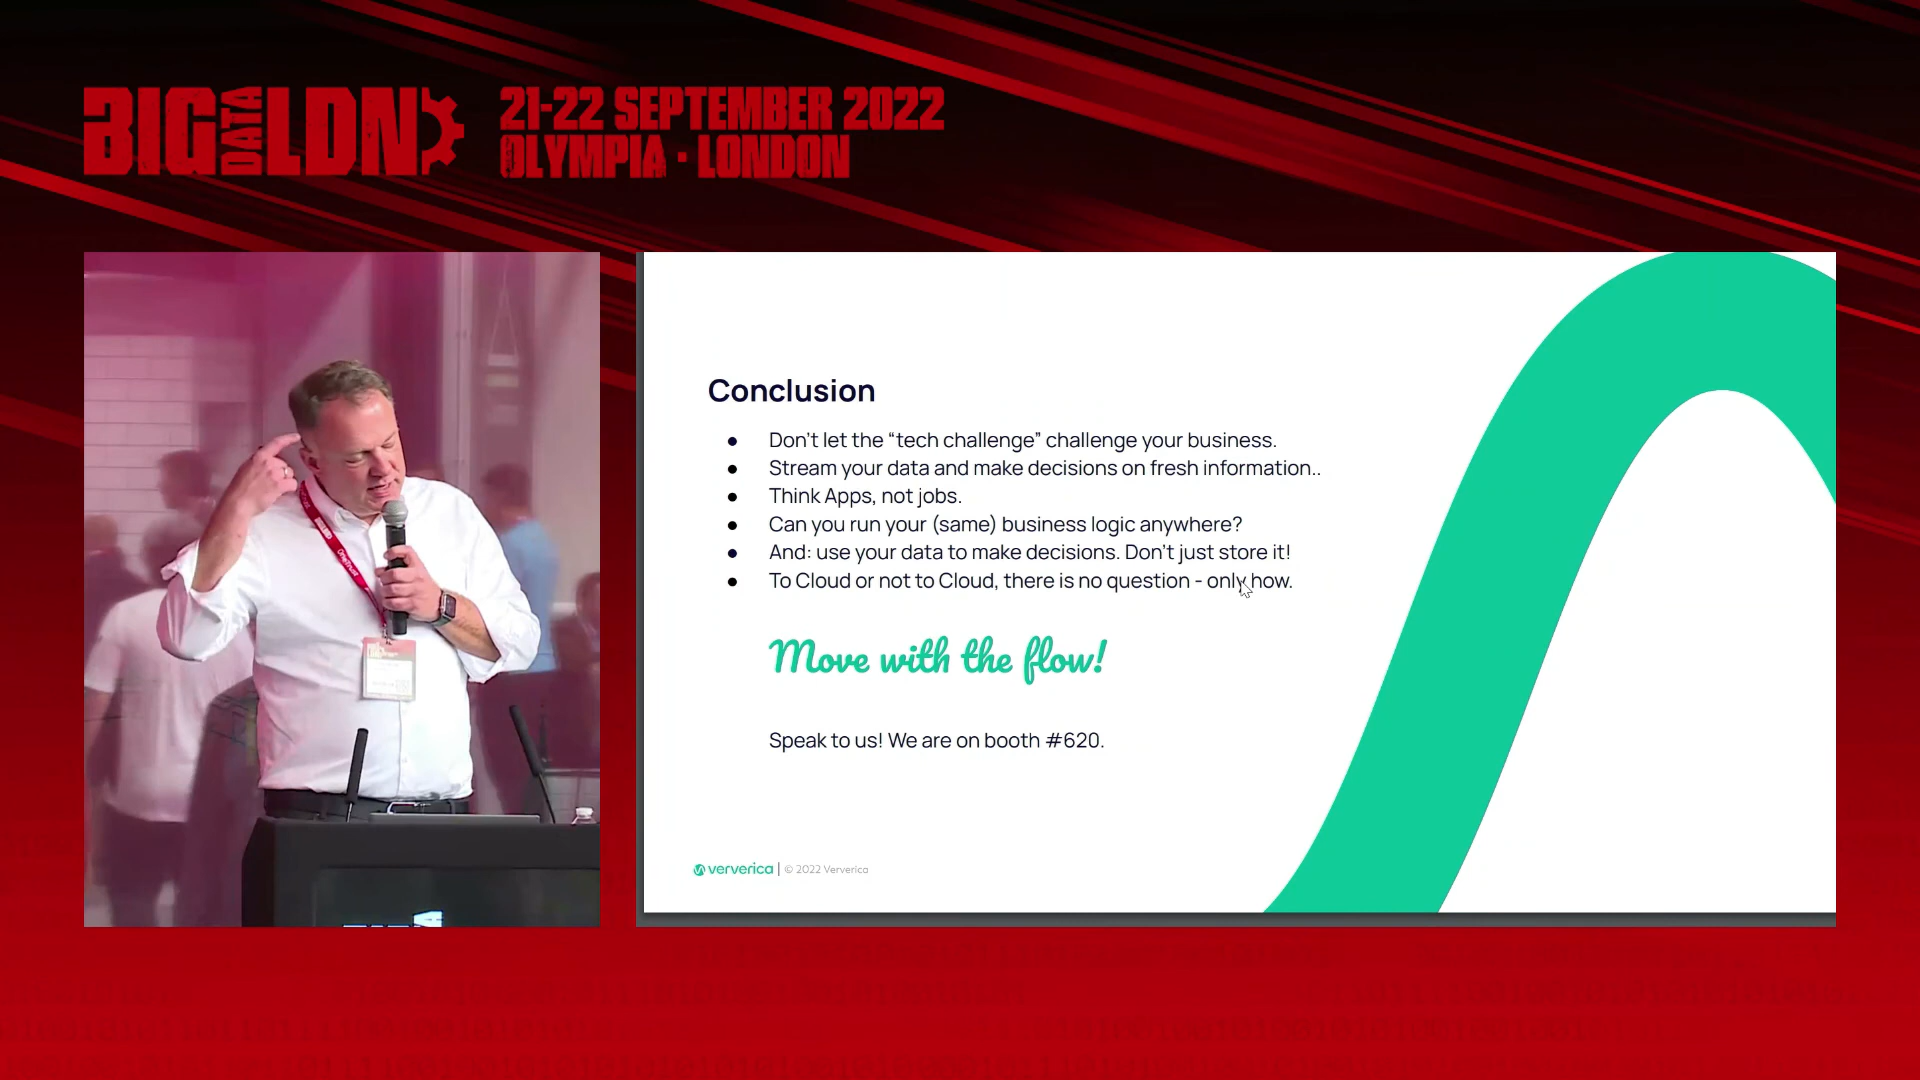 BIG DATA LDN
21-22 SEPTEMBER 2022
OLYMPIA · LONDON
Conclusion
● Don't let the “tech challenge” challenge your business.
● Stream your data and make decisions on fresh information..
● Think Apps, not jobs.
● Can you run your (same) business logic anywhere?
● And: use your data to make decisions. Don't just store it!
● To Cloud or not to Cloud, there is no question - only how.
Move with the flow!
Speak to us! We are on booth #620.
ververica | © 2022 Ververica